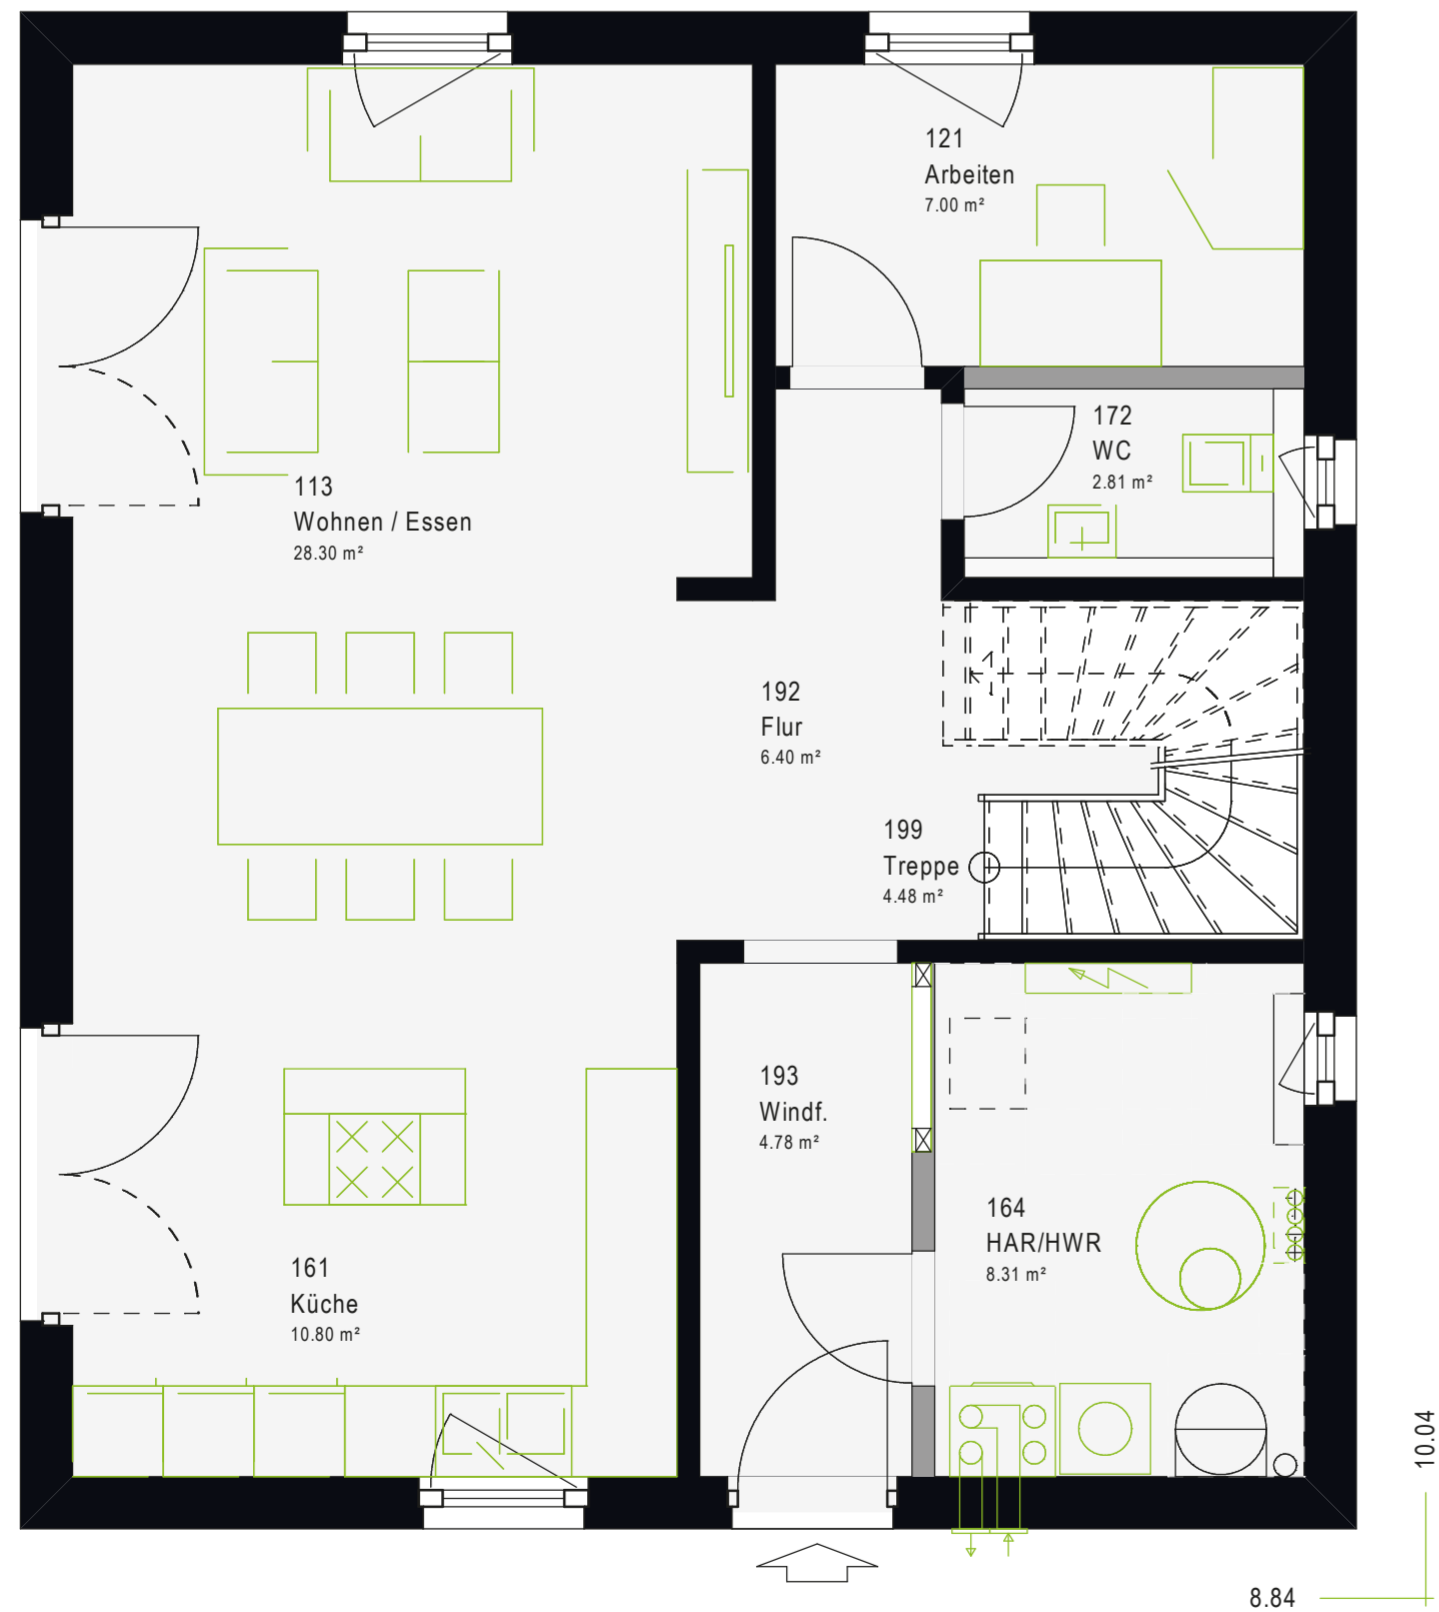 121
Arbeiten
7.00 m²
172
WC
2.81 m²
113
Wohnen / Essen
28.30 m²
192
Flur
6.40 m²
199
Treppe
4.48 m²
193
Windf.
4.78 m²
164
HAR/HWR
8.31 m²
161
Küche
10.80 m²
10.04
8.84